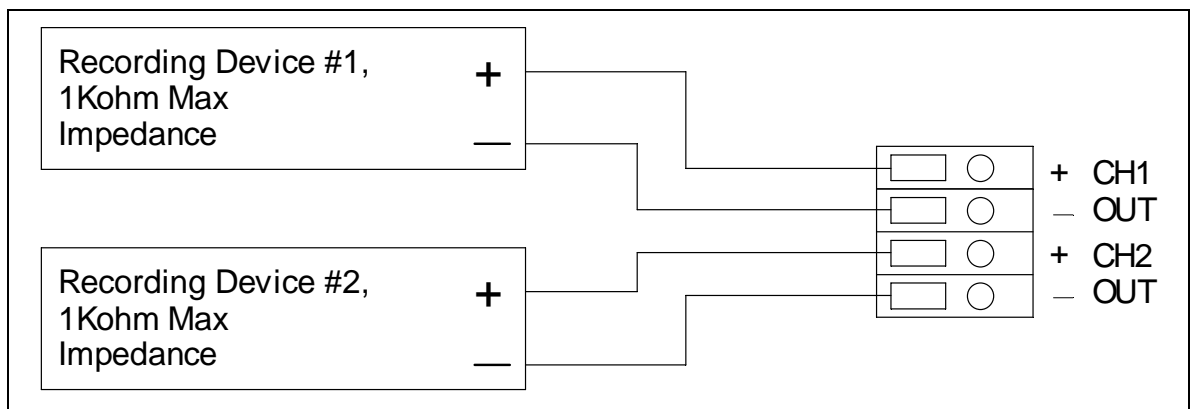 Recording Device #1,
1Kohm Max
Impedance
+
—
Recording Device #2,
1Kohm Max
Impedance
+
—
+ CH1
— OUT
+ CH2
— OUT